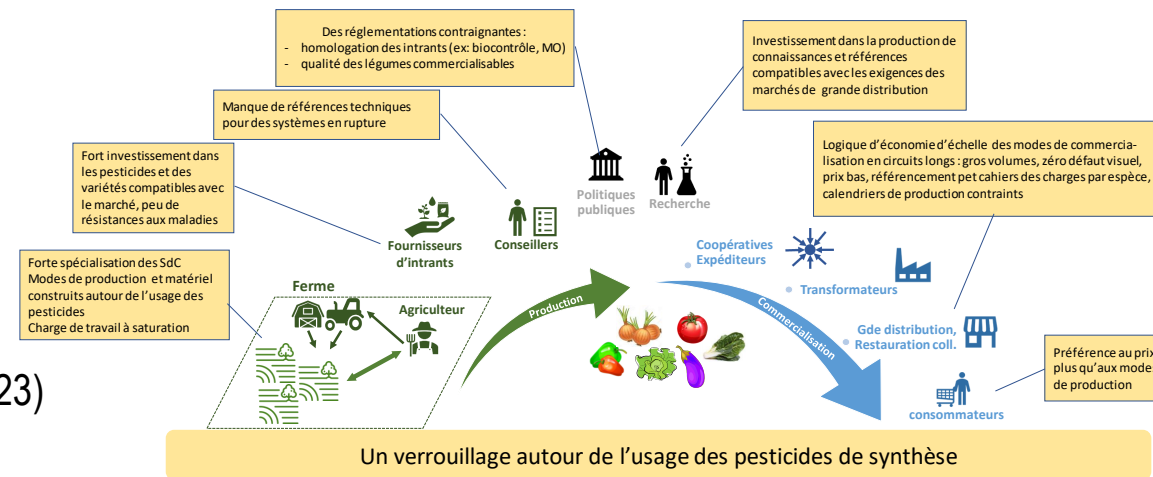 Des réglementations contraignantes :
- homologation des intrants (ex: biocontrôle, MO)
- qualité des légumes commercialisables
Investissement dans la production de
connaissances et références
compatibles avec les exigences des
marchés de grande distribution
Manque de références techniques
pour des systèmes en rupture
Fort investissement dans
les pesticides et des
variétés compatibles avec
le marché, peu de
résistances aux maladies
Logique d'économie d'échelle des modes de commercia-
lisation en circuits longs : gros volumes, zéro défaut visuel,
prix bas, référencement pet cahiers des charges par espèce,
calendriers de production contraints
Politiques
publiques
Recherche
Fournisseurs
d'intrants
Conseillers
Coopératives
Expéditeurs
Transformateurs
Forte spécialisation des SdC
Modes de production et matériel
construits autour de l'usage des
pesticides
Charge de travail à saturation
Ferme
Agriculteur
Production
Commercialisation
Gde distribution,
Restauration coll.
Préférence au prix
plus qu'aux modes
de production
consommateurs
23)
Un verrouillage autour de l'usage des pesticides de synthèse